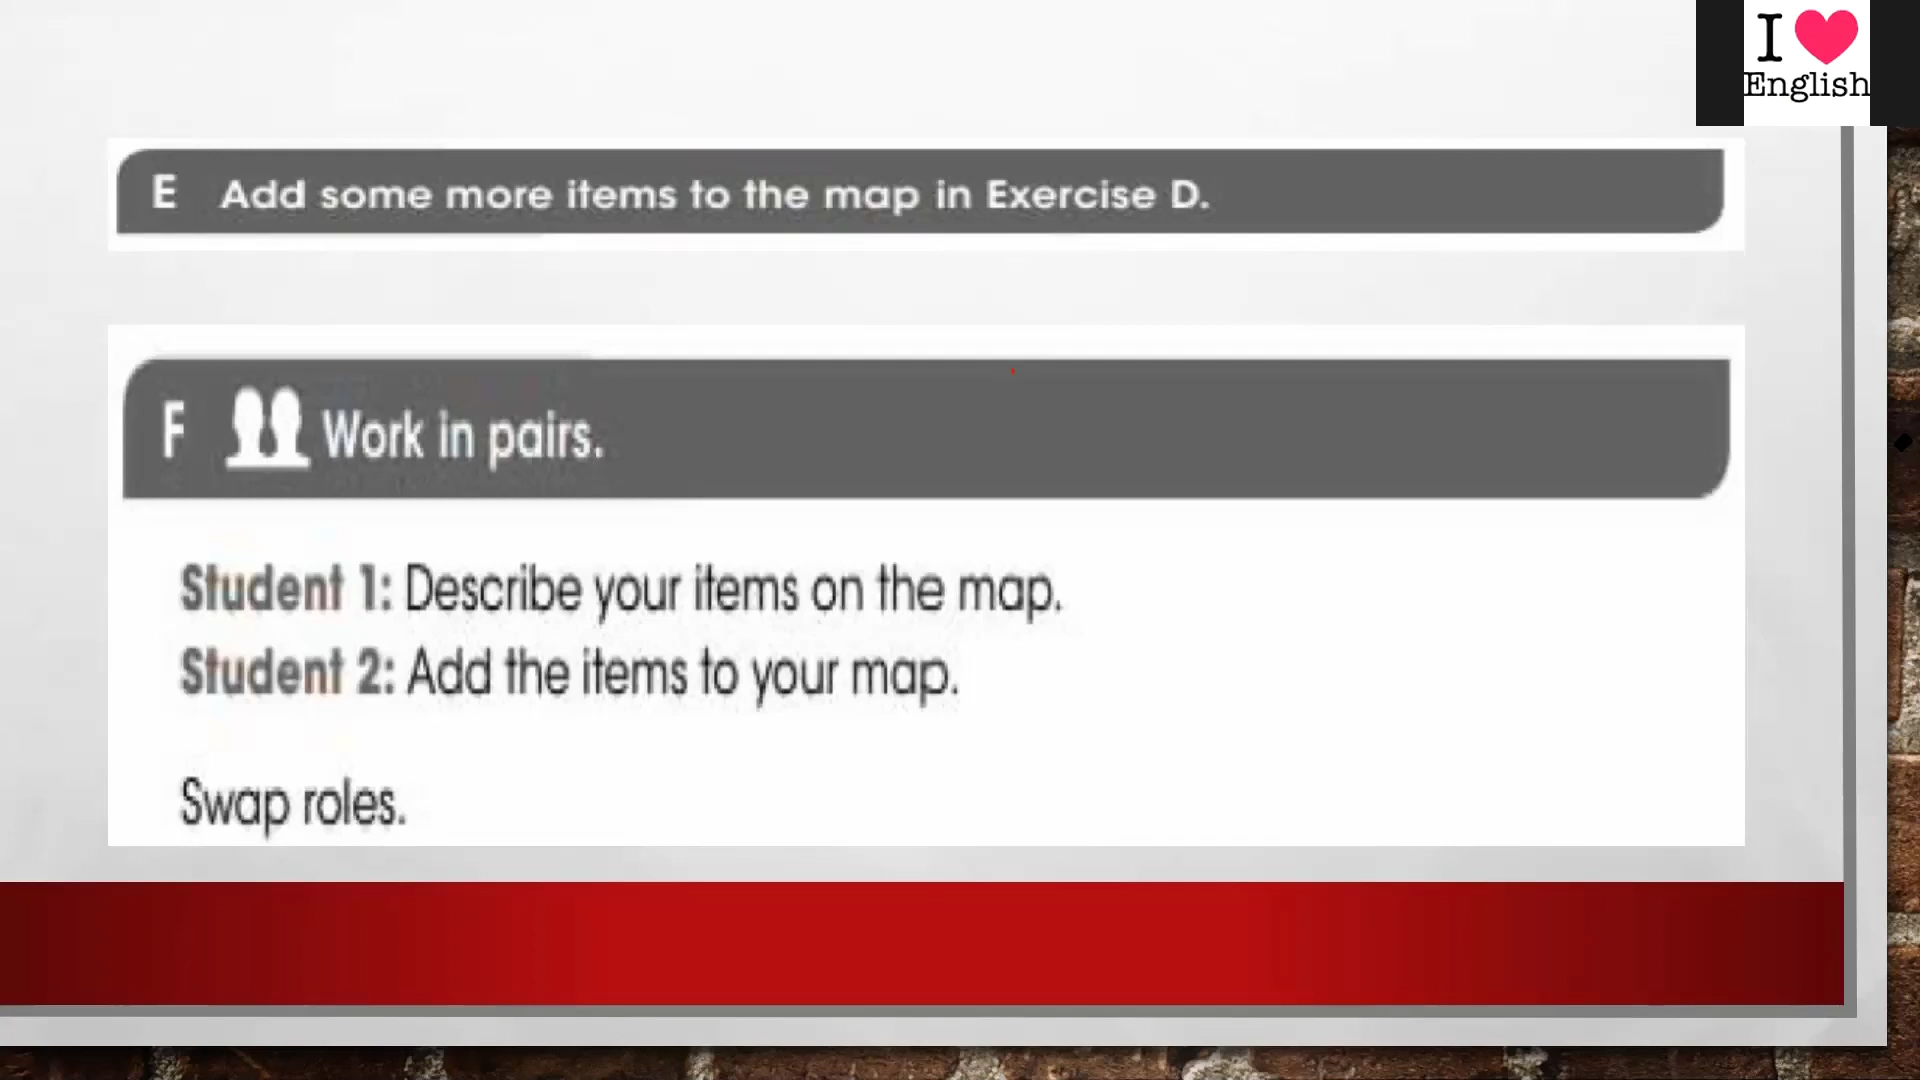 I ❤ English
E Add some more items to the map in Exercise D.
F Work in pairs.
Student 1: Describe your items on the map.
Student 2: Add the items to your map.
Swap roles.